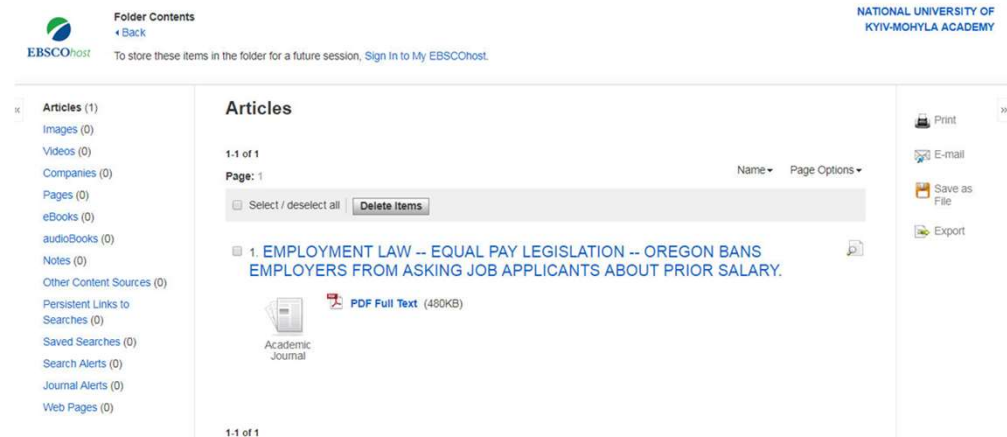 EBSCOhost
Folder Contents
Back
To store these items in the folder for a future session, Sign In to My EBSCOhost.
NATIONAL UNIVERSITY OF
KYIV-MOHYLA ACADEMY
«
Articles (1)
Images (0)
Videos (0)
Companies (0)
Pages (0)
eBooks (0)
audioBooks (0)
Notes (0)
Other Content Sources (0)
Persistent Links to
Searches (0)
Saved Searches (0)
Search Alerts (0)
Journal Alerts (0)
Web Pages (0)
Articles
1-1 of 1
Page: 1
Name Page Options
Select / deselect all Delete Items
1. EMPLOYMENT LAW -- EQUAL PAY LEGISLATION -- OREGON BANS
EMPLOYERS FROM ASKING JOB APPLICANTS ABOUT PRIOR SALARY.
PDF Full Text (480KB)
Academic
Journal
1-1 of 1
»
Print
E-mail
Save as
File
Export